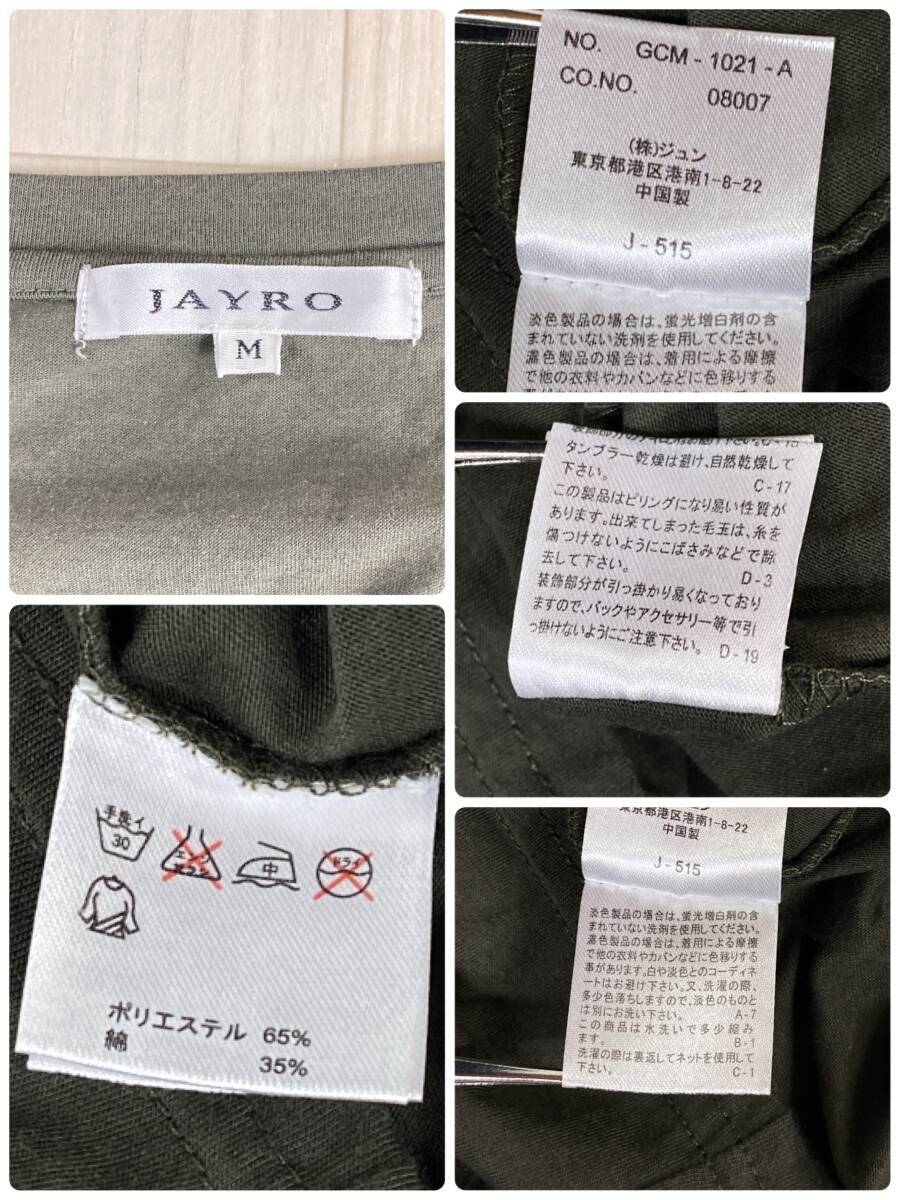 JAYRO
M
NO. GCM - 1021 - A
CO.NO. 08007
(株)ジュン
東京都港区港南1-8-22
中国製
J - 515
淡色製品の場合は、蛍光増白剤の含
まれていない洗剤を使用してください。
濃色製品の場合は、着用による摩擦
で他の衣料やカバンなどに色移りする
タンブラー乾燥は避け、自然乾燥して
下さい。 C - 17
この製品はピリングになり易い性質が
あります。出来てしまった毛玉は、糸を
傷つけないようにこばさみなどで除
去して下さい。 D - 3
装飾部分が引っ掛かり易くなっており
ますので、バックやアクセサリー等で引
っ掛けないようにご注意下さい。 D - 19
手洗イ
30
エンソ
サラシ
中
ドライ
ポリエステル 65%
綿 35%
東京都港区港南1-8-22
中国製
J - 515
淡色製品の場合は、蛍光増白剤の含
まれていない洗剤を使用してください。
濃色製品の場合は、着用による摩擦
で他の衣料やカバンなどに色移りする
事があります。白や淡色とのコーディネ
ートはお避け下さい。又、洗濯の際、
多少色落ちしますので、淡色のものと
は別にお洗い下さい。 A - 7
この商品は水洗いで多少縮み
ます。 B - 1
洗濯の際は裏返してネットを使用して
下さい。 C - 1